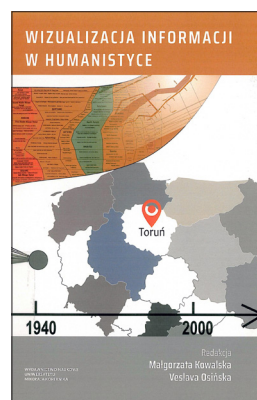 WIZUALIZACJA INFORMACJI
W HUMANISTYCE
Toruń
1940
2000
Redakcja
Małgorzata Kowalska
Veslava Osińska